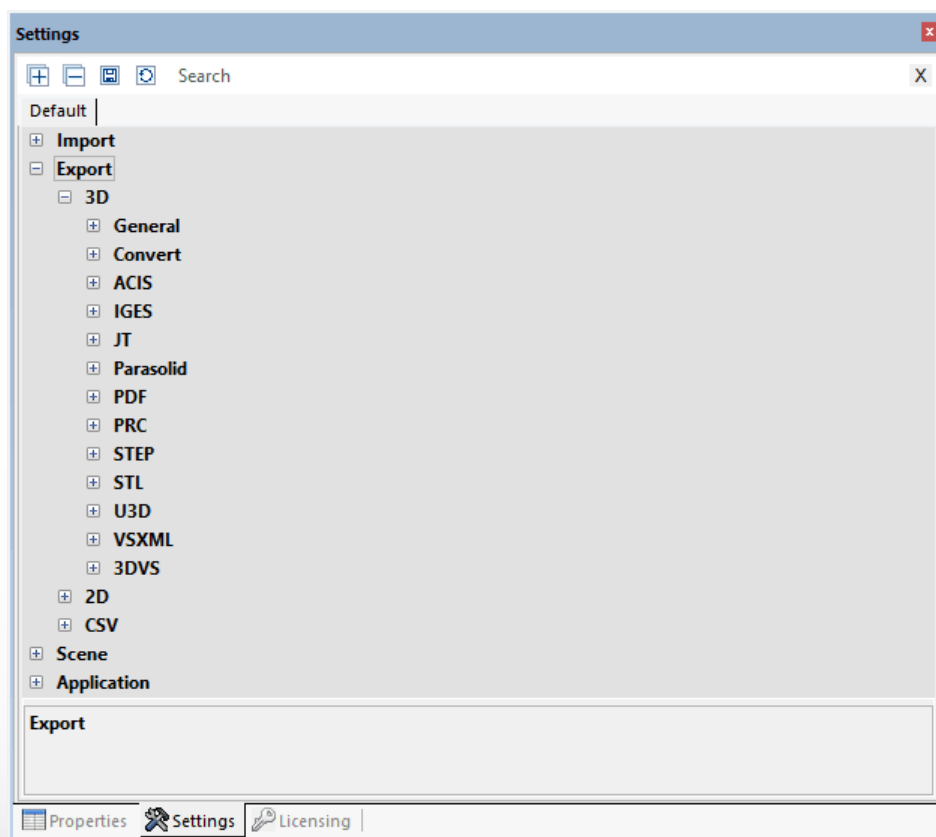 Settings
Search X
Default
Import
Export
3D
General
Convert
ACIS
IGES
JT
Parasolid
PDF
PRC
STEP
STL
U3D
VSXML
3DVS
2D
CSV
Scene
Application
Export
Properties Settings Licensing